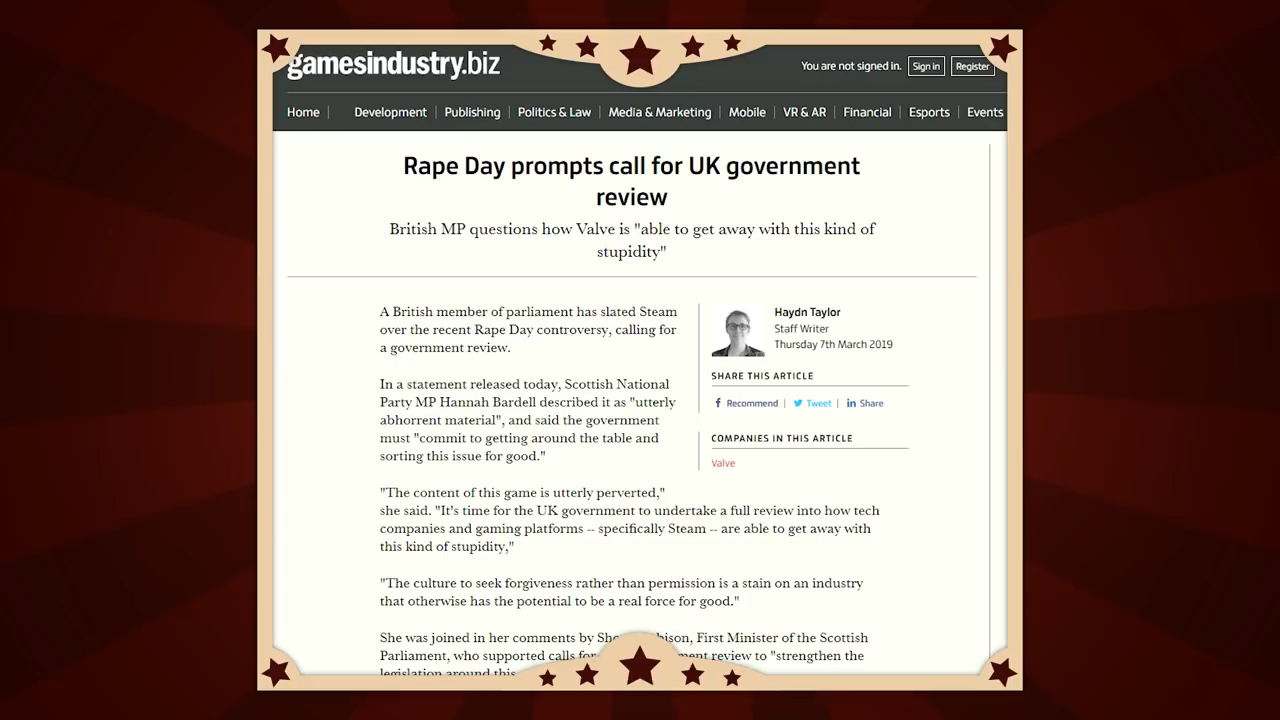 gamesindustry.biz
You are not signed in. Sign in Register
Home Development Publishing Politics & Law Media & Marketing Mobile VR & AR Financial Esports Events
Rape Day prompts call for UK government
review
British MP questions how Valve is "able to get away with this kind of
stupidity"
A British member of parliament has slated Steam
over the recent Rape Day controversy, calling for
a government review.
In a statement released today, Scottish National
Party MP Hannah Bardell described it as "utterly
abhorrent material", and said the government
must "commit to getting around the table and
sorting this issue for good."
Haydn Taylor
Staff Writer
Thursday 7th March 2019
SHARE THIS ARTICLE
Recommend Tweet Share
COMPANIES IN THIS ARTICLE
Valve
"The content of this game is utterly perverted,"
she said. "It's time for the UK government to undertake a full review into how tech
companies and gaming platforms -- specifically Steam -- are able to get away with
this kind of stupidity,"
"The culture to seek forgiveness rather than permission is a stain on an industry
that otherwise has the potential to be a real force for good."
She was joined in her comments by First Minister of the Scottish
Parliament, who supported calls for review to "strengthen the
legislation around this